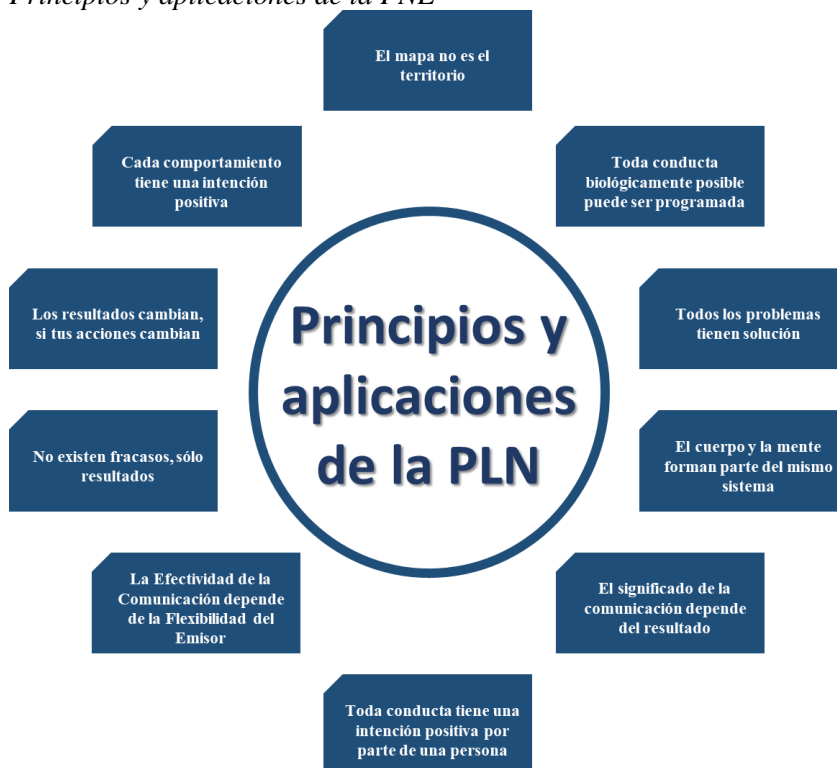 Principios y aplicaciones de la PNL
El mapa no es el
territorio
Cada comportamiento
tiene una intención
positiva
Toda conducta
biológicamente posible
puede ser programada
Los resultados cambian,
si tus acciones cambian
Principios y
aplicaciones
de la PLN
Todos los problemas
tienen solución
No existen fracasos, sólo
resultados
El cuerpo y la mente
forman parte del mismo
sistema
La Efectividad de la
Comunicación depende
de la Flexibilidad del
Emisor
El significado de la
comunicación depende
del resultado
Toda conducta tiene una
intención positiva por
parte de una persona